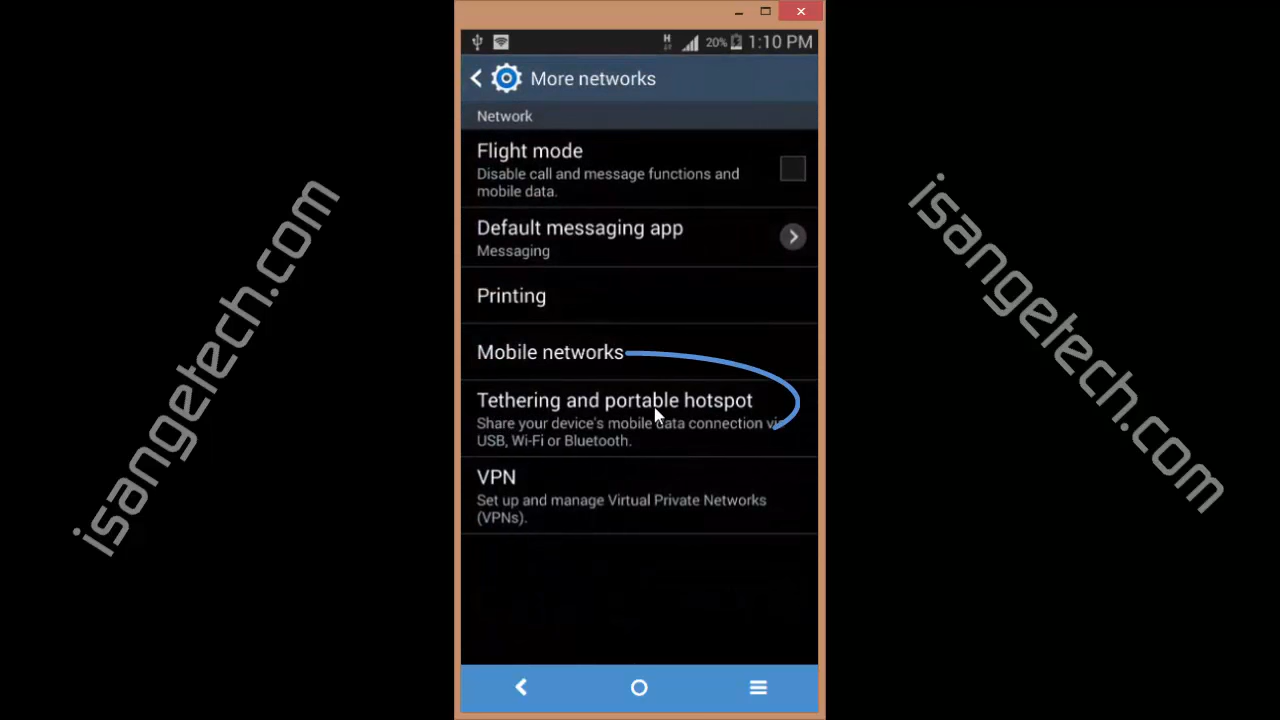 H
20%
1:10 PM
More networks
Network
Flight mode
Disable call and message functions and
mobile data.
Default messaging app
Messaging
Printing
Mobile networks
Tethering and portable hotspot
Share your device's mobile data connection via
USB, Wi-Fi or Bluetooth.
VPN
Set up and manage Virtual Private Networks
(VPNs).
isangetech.com
isangetech.com